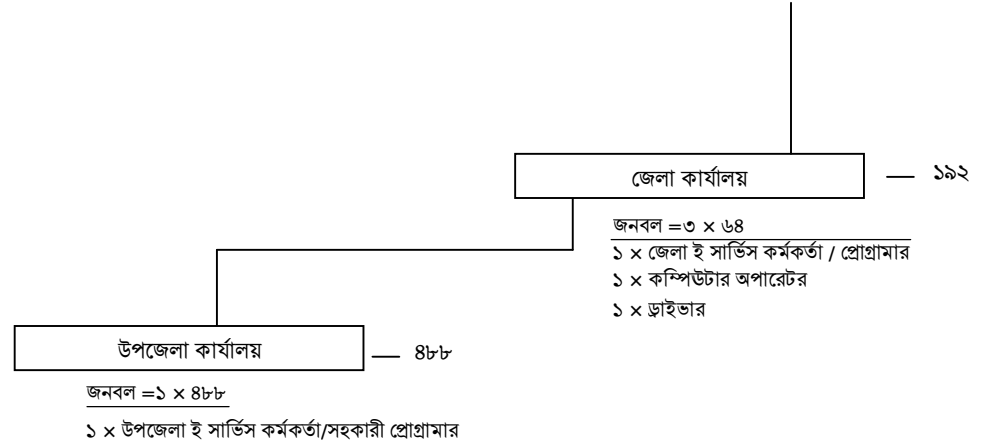 জেলা কার্যালয় — ১৯২
জনবল =৩ × ৬৪
১ × জেলা ই সার্ভিস কর্মকর্তা / প্রোগ্রামার
১ × কম্পিউটার অপারেটর
১ × ড্রাইভার
উপজেলা কার্যালয় — ৪৮৮
জনবল =১ × ৪৮৮
১ × উপজেলা ই সার্ভিস কর্মকর্তা/সহকারী প্রোগ্রামার